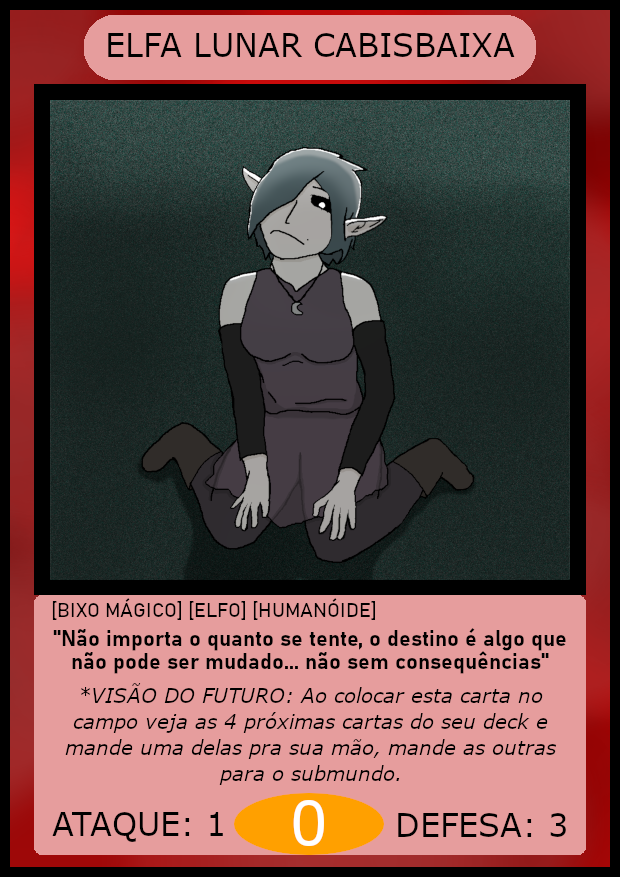 ELFA LUNAR CABISBAIXA
[BIXO MÁGICO] [ELFO] [HUMANÓIDE]
"Não importa o quanto se tente, o destino é algo que
não pode ser mudado... não sem consequências"
*VISÃO DO FUTURO: Ao colocar esta carta no
campo veja as 4 próximas cartas do seu deck e
mande uma delas pra sua mão, mande as outras
para o submundo.
ATAQUE: 1 0 DEFESA: 3